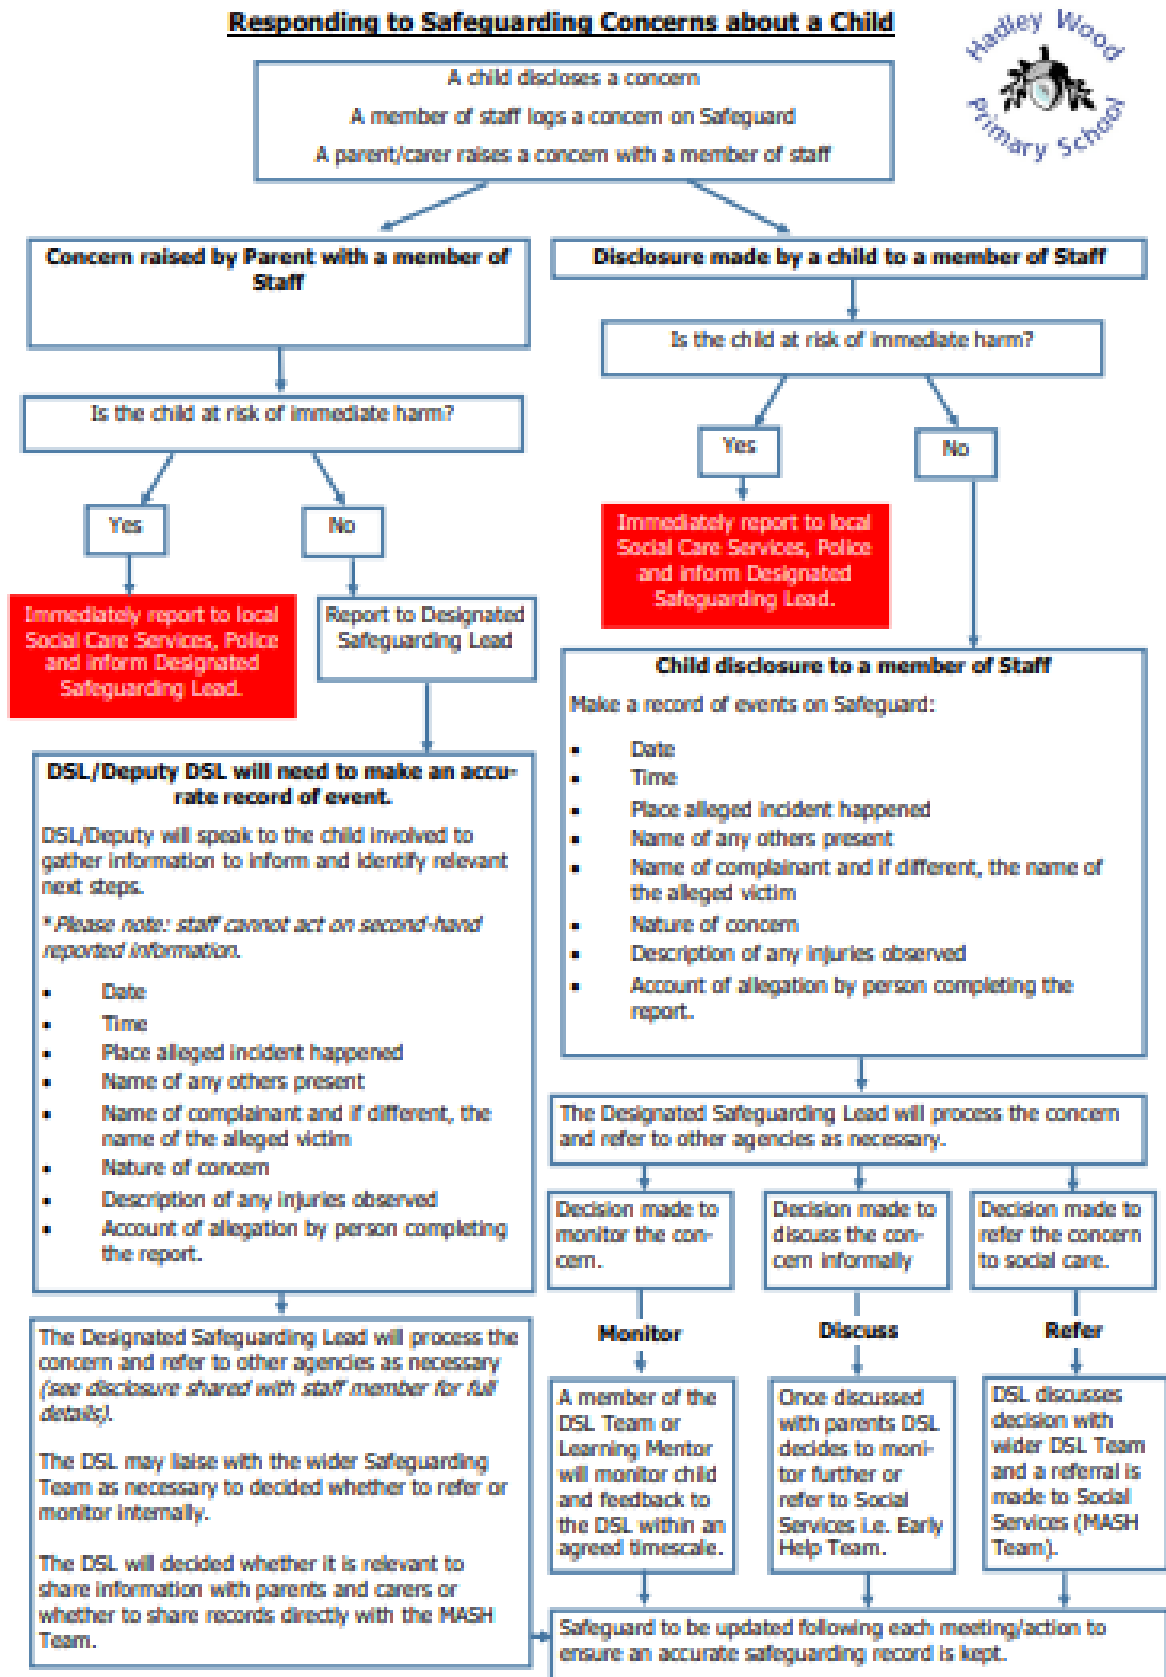 Responding to Safeguarding Concerns about a Child
Hadley Wood
Primary School
A child discloses a concern
A member of staff logs a concern on Safeguard
A parent/carer raises a concern with a member of staff
Concern raised by Parent with a member of
Staff
Is the child at risk of immediate harm?
Yes
No
Immediately report to local
Social Care Services, Police
and inform Designated
Safeguarding Lead.
Report to Designated
Safeguarding Lead
DSL/Deputy DSL will need to make an accu-
rate record of event.
DSL/Deputy will speak to the child involved to
gather information to inform and identify relevant
next steps.
*Please note: staff cannot act on second-hand
reported information.
• Date
• Time
• Place alleged incident happened
• Name of any others present
• Name of complainant and if different, the
name of the alleged victim
• Nature of concern
• Description of any injuries observed
• Account of allegation by person completing
the report.
The Designated Safeguarding Lead will process the
concern and refer to other agencies as necessary
(see disclosure shared with staff member for full
details).
The DSL may liaise with the wider Safeguarding
Team as necessary to decided whether to refer or
monitor internally.
The DSL will decided whether it is relevant to
share information with parents and carers or
whether to share records directly with the MASH
Team.
Disclosure made by a child to a member of Staff
Is the child at risk of immediate harm?
Yes
No
Immediately report to local
Social Care Services, Police
and inform Designated
Safeguarding Lead.
Child disclosure to a member of Staff
Make a record of events on Safeguard:
• Date
• Time
• Place alleged incident happened
• Name of any others present
• Name of complainant and if different, the name of
the alleged victim
• Nature of concern
• Description of any injuries observed
• Account of allegation by person completing the
report.
The Designated Safeguarding Lead will process the concern
and refer to other agencies as necessary.
Decision made to
monitor the con-
cern.
Monitor
A member of the
DSL Team or
Learning Mentor
will monitor child
and feedback to
the DSL within an
agreed timescale.
Decision made to
discuss the con-
cern informally
Discuss
Once discussed
with parents DSL
decides to moni-
tor further or
refer to Social
Services i.e. Early
Help Team.
Decision made to
refer the concern
to social care.
Refer
DSL discusses
decision with
wider DSL Team
and a referral is
made to Social
Services (MASH
Team).
Safeguard to be updated following each meeting/action to
ensure an accurate safeguarding record is kept.